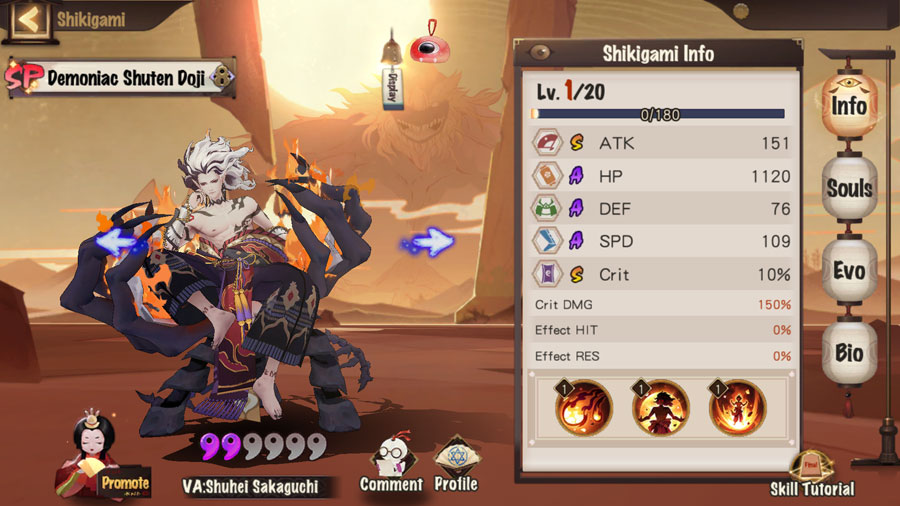 Shikigami
SP Demoniac Shuten Doji
Display
Shikigami Info
Lv. 1/20
0/180
S ATK 151
A HP 1120
A DEF 76
A SPD 109
S Crit 10%
Crit DMG 150%
Effect HIT 0%
Effect RES 0%
1 1 1
Info
Souls
Evo
Bio
Promote
VA:Shuhei Sakaguchi
Comment
Profile
Skill Tutorial